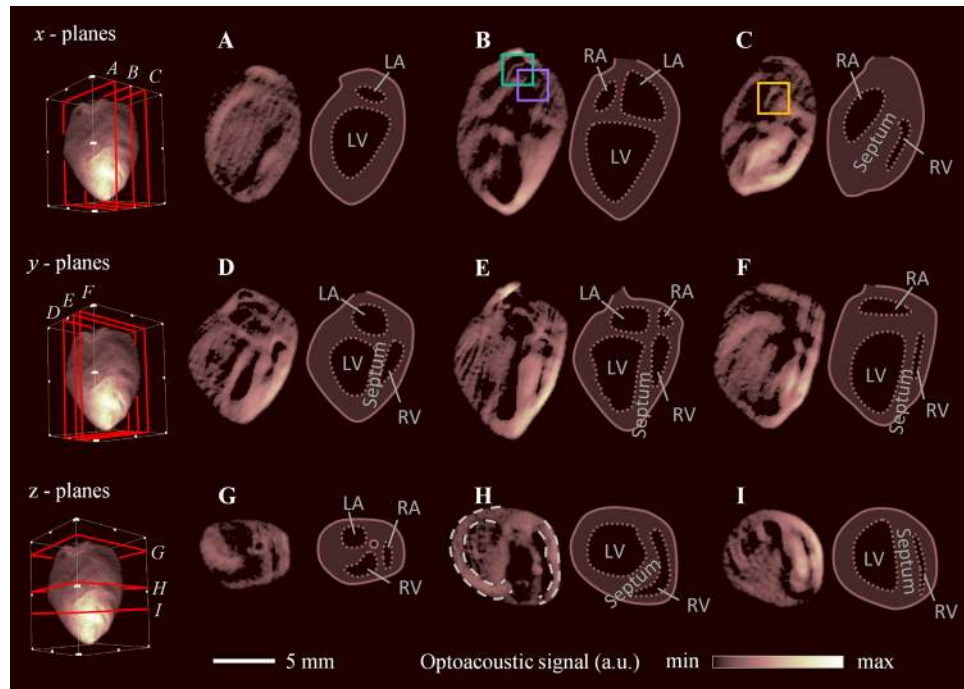 x - planes
A
B
C
A
LA
LV
B
RA
LA
LV
C
RA
Septum
RV
y - planes
D
E
F
D
LA
LV
Septum
RV
E
LA
RA
LV
Septum
RV
F
RA
LV
Septum
RV
z - planes
G
H
I
G
LA
RA
RV
H
LV
Septum
RV
I
LV
Septum
RV
5 mm
Optoacoustic signal (a.u.) min max